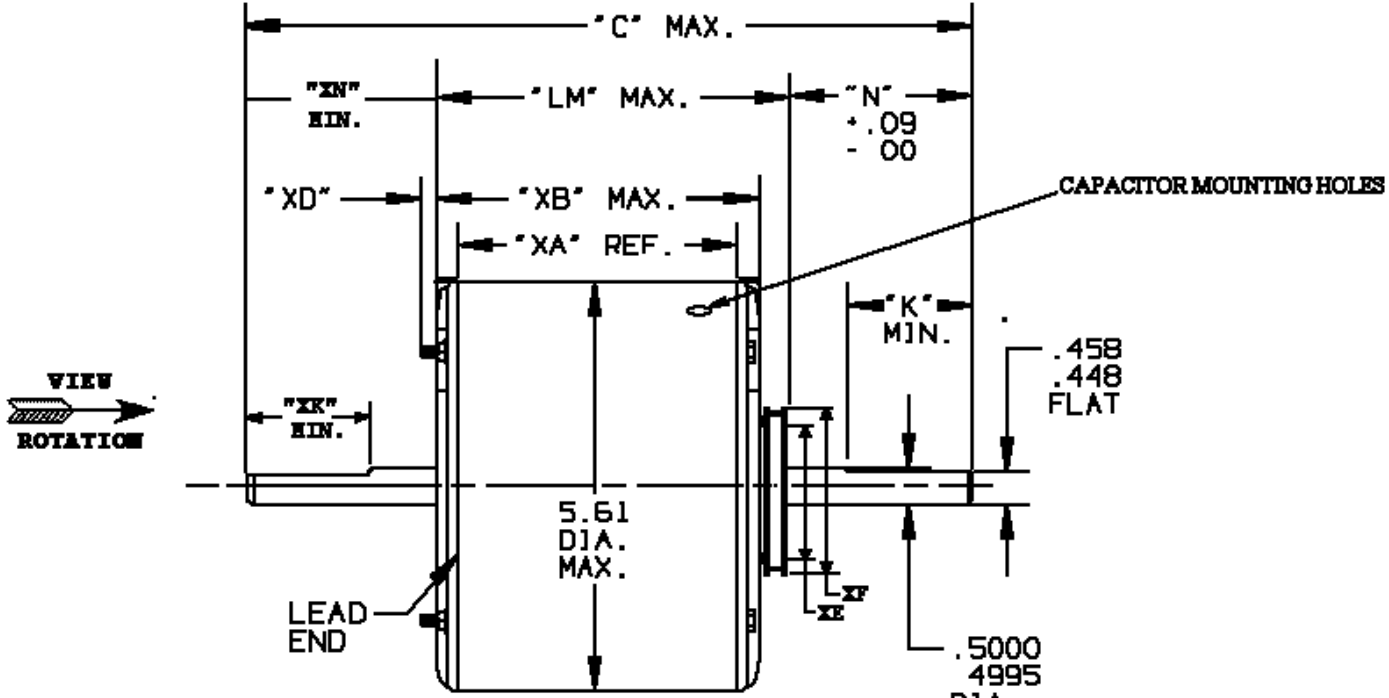 "C" MAX.
"XN"
MIN.
"LM" MAX.
"N"
+.09
- 00
"XD"
"XB" MAX.
CAPACITOR MOUNTING HOLES
"XA" REF.
"K"
MIN.
.458
.448
FLAT
VIEW
ROTATION
"XK"
MIN.
5.61
DIA.
MAX.
XF
XE
LEAD
END
.5000
4995
DIA